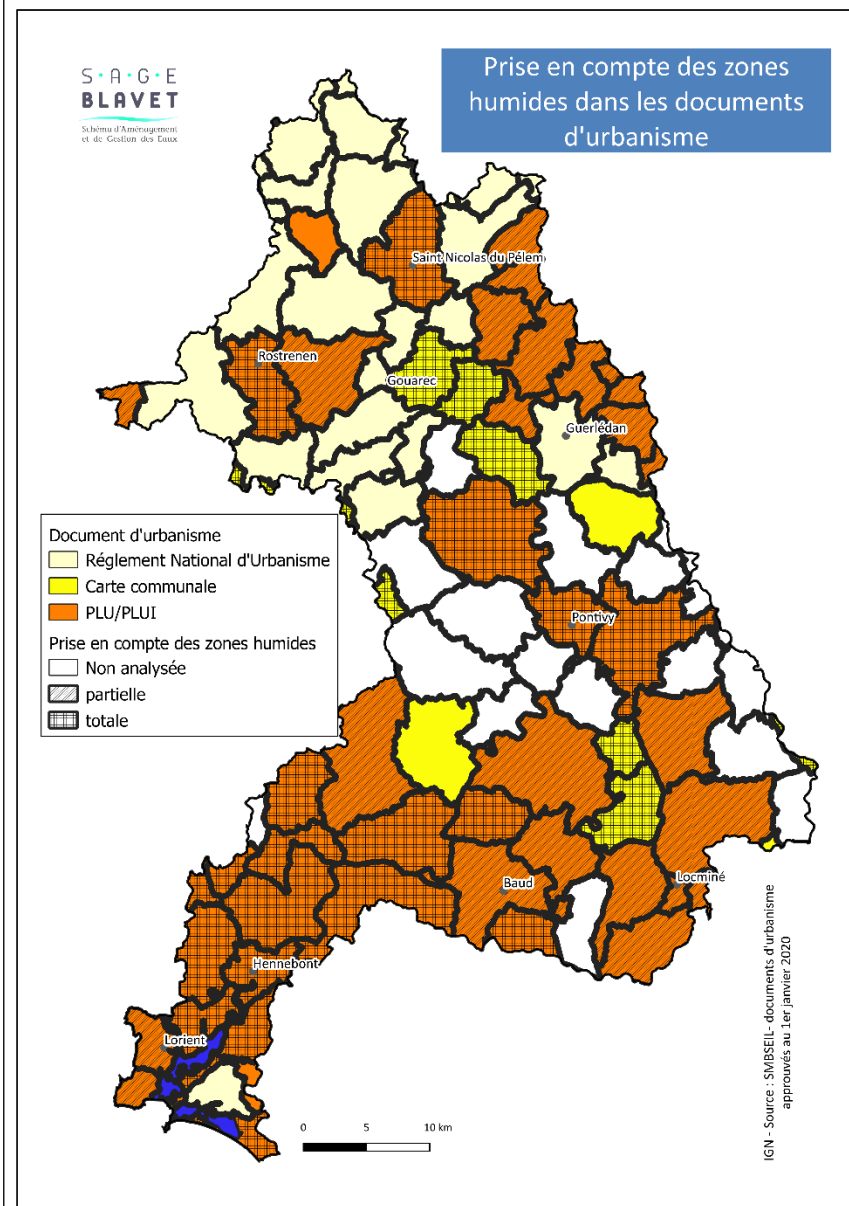 S·A·G·E
BLAVET
Schéma d'Aménagement
et de Gestion des Eaux
Prise en compte des zones
humides dans les documents
d'urbanisme
Saint Nicolas du Pélem
Rostrenen
Gouarec
Guerlédan
Document d'urbanisme
Réglement National d'Urbanisme
Carte communale
PLU/PLUI
Prise en compte des zones humides
Non analysée
partielle
totale
Pontivy
Baud
Locminé
Hennebont
Lorient
0 5 10 km
IGN - Source : SMBSEIL- documents d'urbanisme
approuvés au 1er janvier 2020